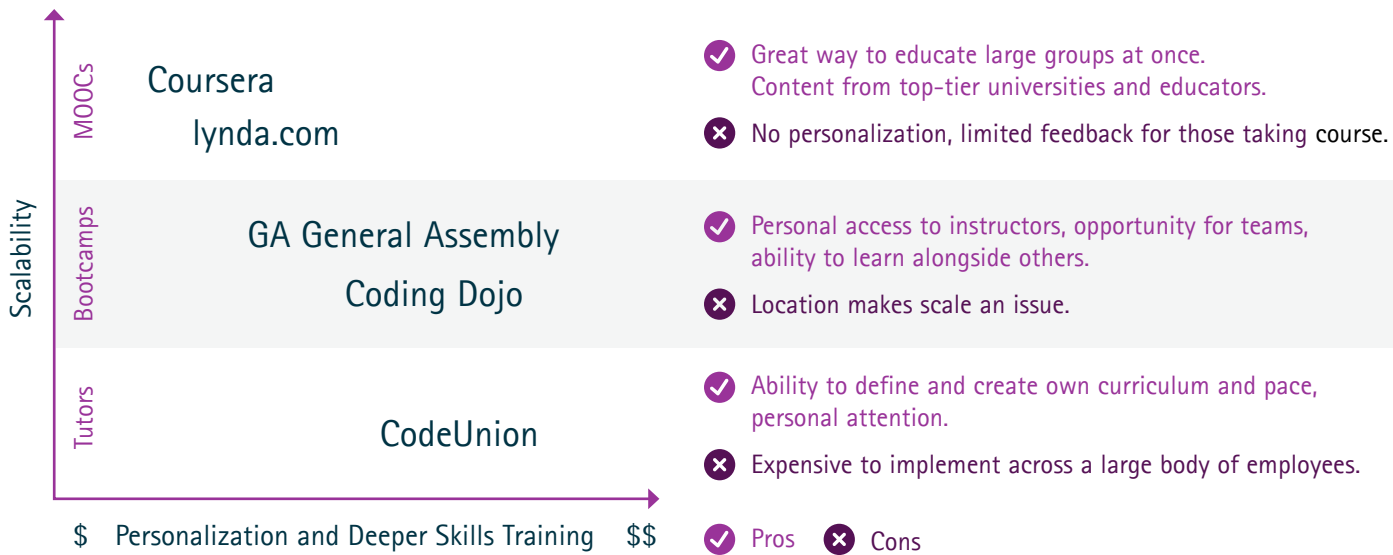 Scalability
MOOCs
Coursera
lynda.com
Great way to educate large groups at once.
Content from top-tier universities and educators.
No personalization, limited feedback for those taking course.
Bootcamps
GA General Assembly
Coding Dojo
Personal access to instructors, opportunity for teams,
ability to learn alongside others.
Location makes scale an issue.
Tutors
CodeUnion
Ability to define and create own curriculum and pace,
personal attention.
Expensive to implement across a large body of employees.
$ Personalization and Deeper Skills Training $$
Pros Cons